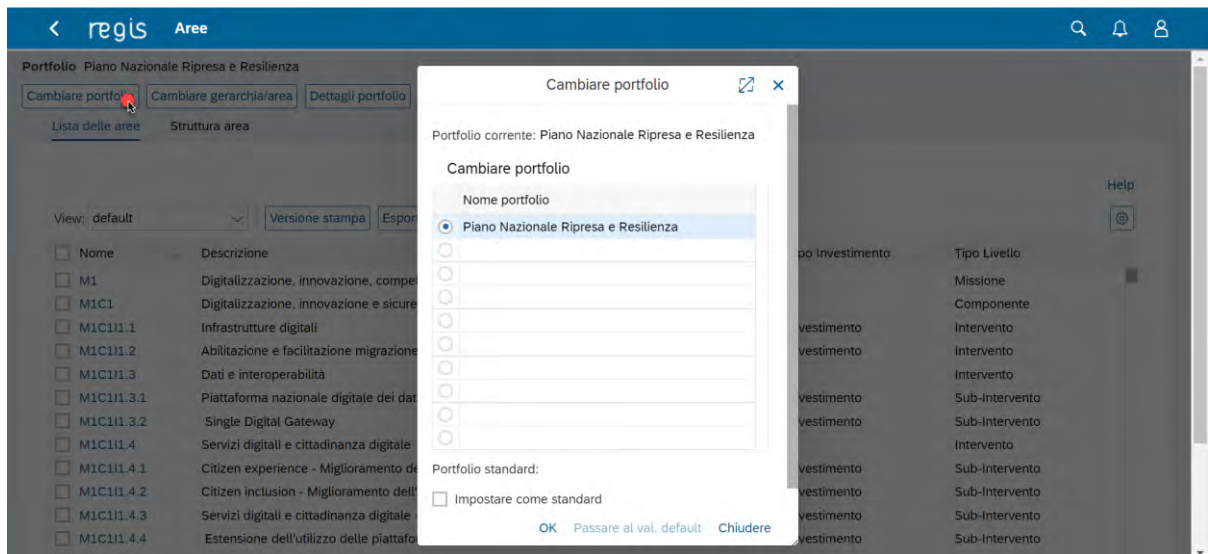 regis Aree
Portfolio Piano Nazionale Ripresa e Resilienza
Cambiare portfolio Cambiare gerarchia/area Dettagli portfolio
Lista delle aree Struttura area
Help
View: default Versione stampa Espor
Nome Descrizione po Investimento Tipo Livello
M1 Digitalizzazione, innovazione, compet Missione
M1C1 Digitalizzazione, innovazione e sicure Componente
M1C1I1.1 Infrastrutture digitali vestimento Intervento
M1C1I1.2 Abilitazione e facilitazione migrazione vestimento Intervento
M1C1I1.3 Dati e interoperabilità Intervento
M1C1I1.3.1 Piattaforma nazionale digitale dei dat vestimento Sub-Intervento
M1C1I1.3.2 Single Digital Gateway vestimento Sub-Intervento
M1C1I1.4 Servizi digitali e cittadinanza digitale Intervento
M1C1I1.4.1 Citizen experience - Miglioramento de vestimento Sub-Intervento
M1C1I1.4.2 Citizen inclusion - Miglioramento dell' vestimento Sub-Intervento
M1C1I1.4.3 Servizi digitali e cittadinanza digitale vestimento Sub-Intervento
M1C1I1.4.4 Estensione dell'utilizzo delle piattafo vestimento Sub-Intervento
Cambiare portfolio
Portfolio corrente: Piano Nazionale Ripresa e Resilienza
Cambiare portfolio
Nome portfolio
Piano Nazionale Ripresa e Resilienza
Portfolio standard:
Impostare come standard
OK Passare al val. default Chiudere